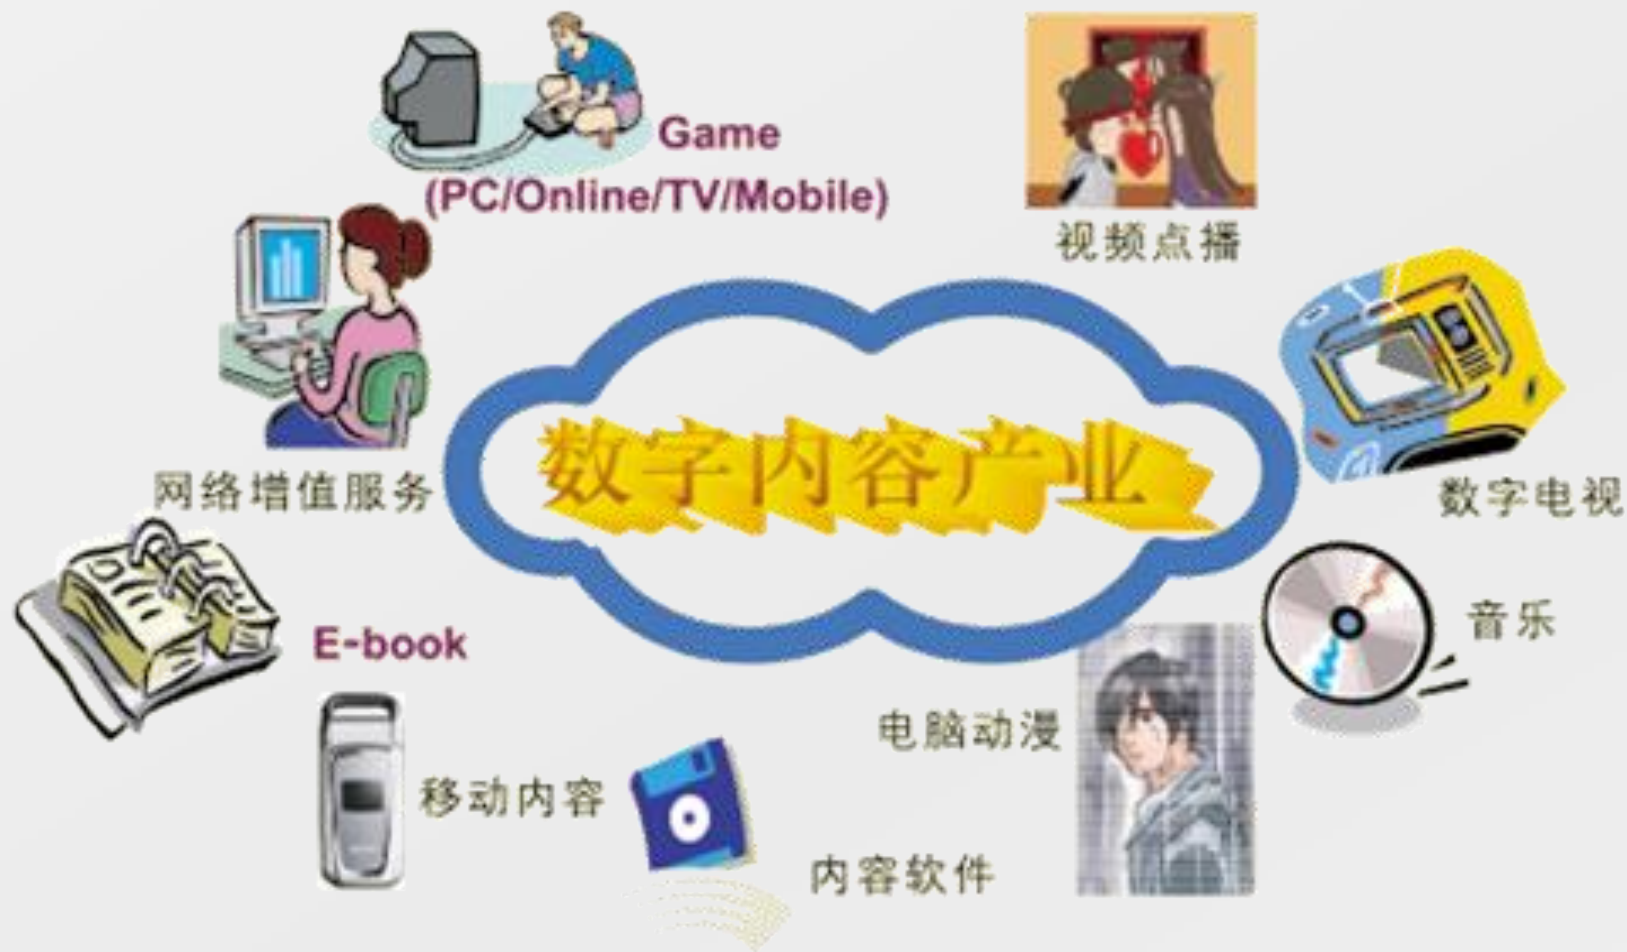 Game
(PC/Online/TV/Mobile)
视频点播
网络增值服务
数字内容产业
数字电视
音乐
E-book
电脑动漫
移动内容
内容软件